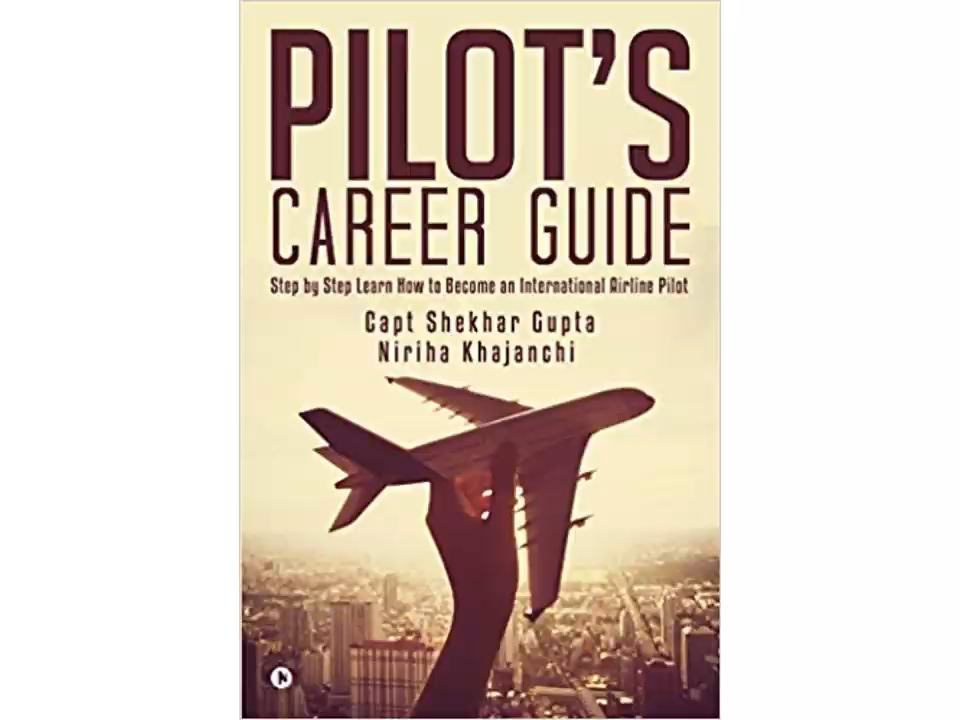 PILOT'S
CAREER GUIDE
Step by Step Learn How to Become an International Airline Pilot
Capt Shekhar Gupta
Niriha Khajanchi